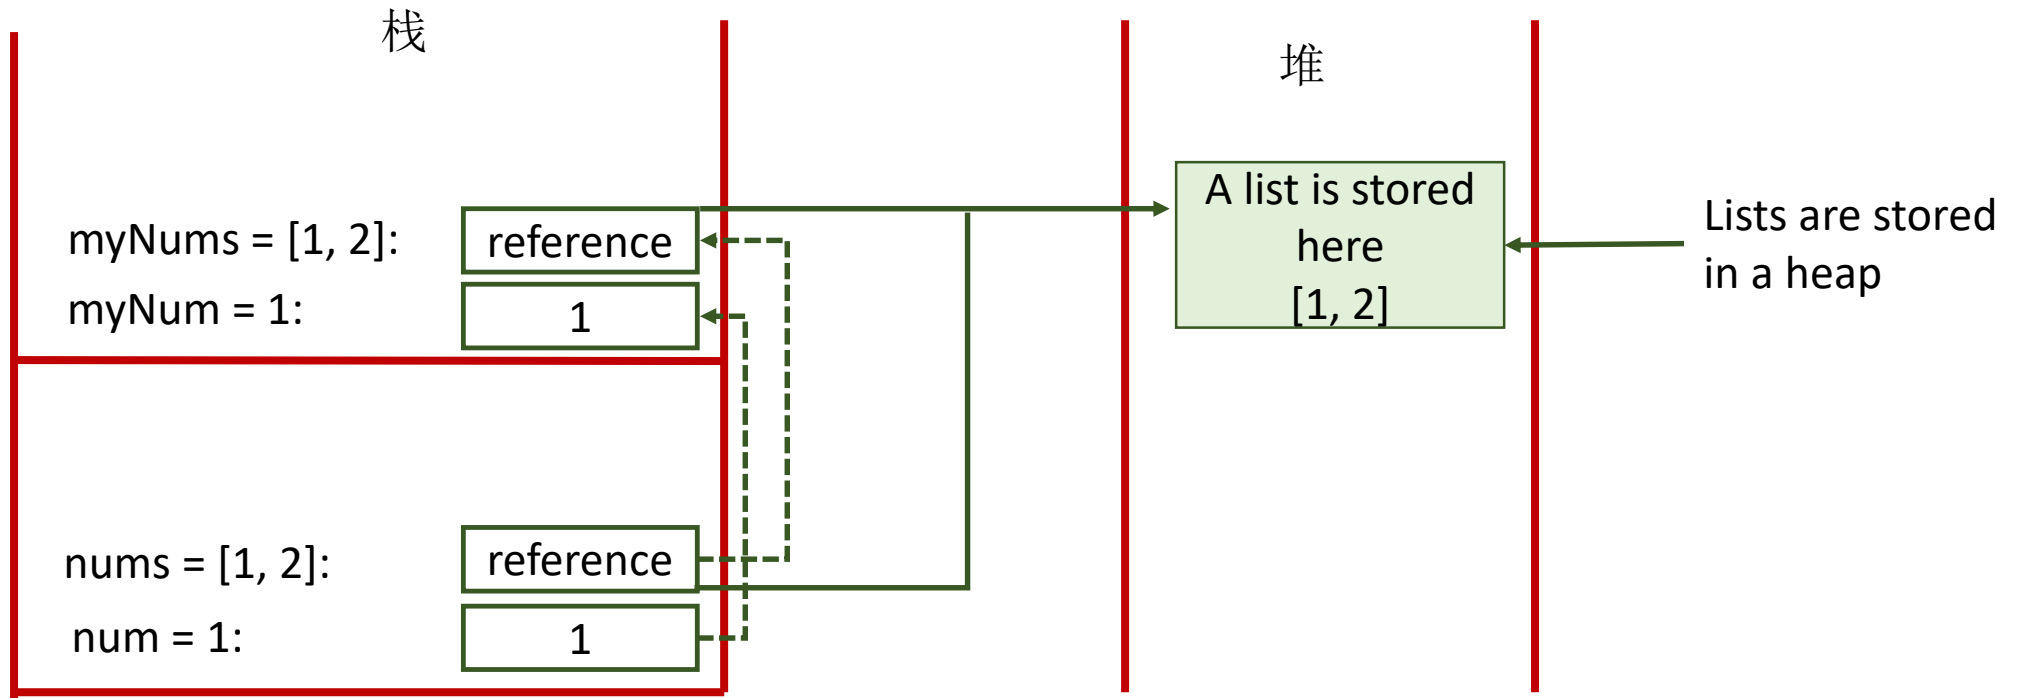 栈
堆
myNums = [1, 2]:
reference
myNum = 1:
1
A list is stored
here
[1, 2]
Lists are stored
in a heap
nums = [1, 2]:
reference
num = 1:
1